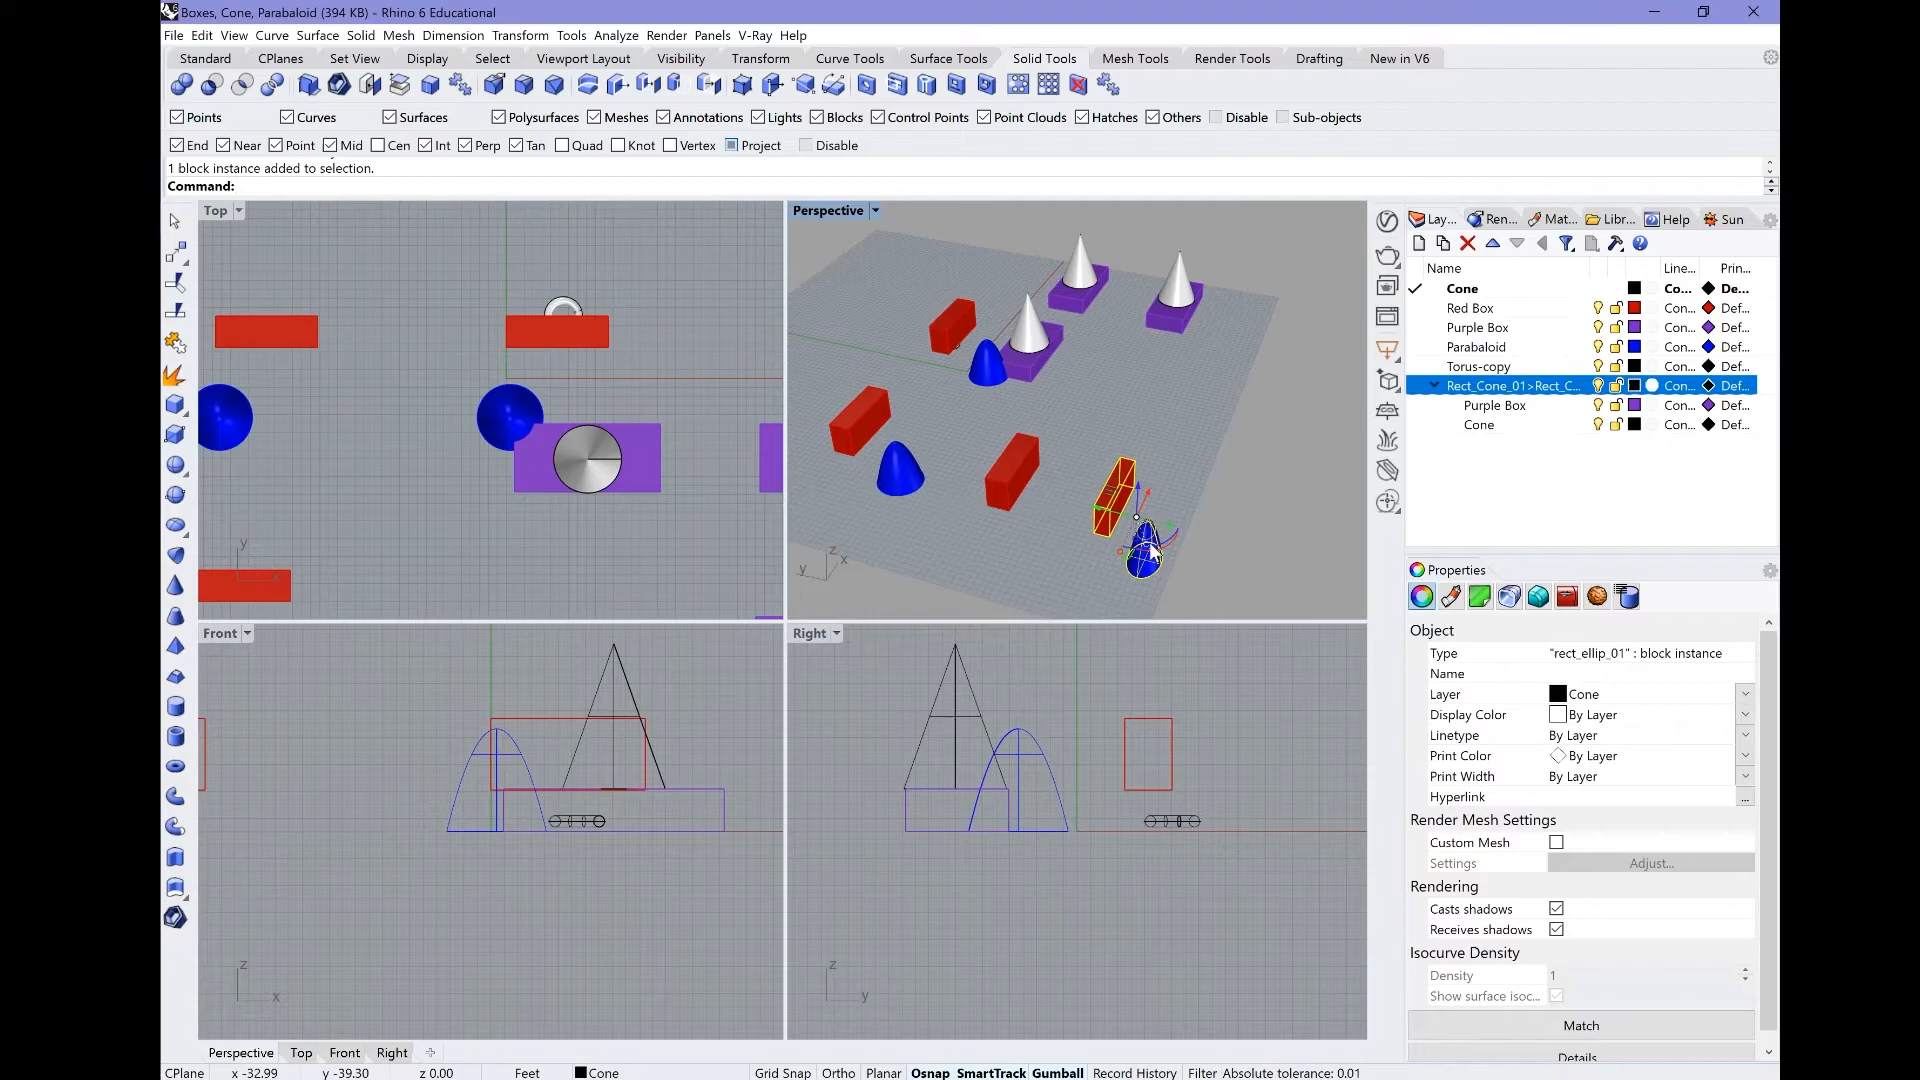 Boxes, Cone, Parabaloid (394 KB) - Rhino 6 Educational
File Edit View Curve Surface Solid Mesh Dimension Transform Tools Analyze Render Panels V-Ray Help
Standard CPlanes Set View Display Select Viewport Layout Visibility Transform Curve Tools Surface Tools Solid Tools Mesh Tools Render Tools Drafting New in V6
Points Curves Surfaces Polysurfaces Meshes Annotations Lights Blocks Control Points Point Clouds Hatches Others Disable Sub-objects
End Near Point Mid Cen Int Perp Tan Quad Knot Vertex Project Disable
1 block instance added to selection.
Command:
Top
Perspective
Lay... Ren... Mat... Libr... Help Sun
Name Line... Prin...
Cone Co... De...
Red Box Con... Def...
Purple Box Con... Def...
Parabaloid Con... Def...
Torus-copy Con... Def...
Rect_Cone_01>Rect_C... Con... Def...
Purple Box Con... Def...
Cone Con... Def...
y
x
z
x
y
Front
Right
Properties
Object
Type "rect_ellip_01" : block instance
Name
Layer Cone
Display Color By Layer
Linetype By Layer
Print Color By Layer
Print Width By Layer
Hyperlink ...
Render Mesh Settings
Custom Mesh
Settings Adjust...
Rendering
Casts shadows
Receives shadows
Isocurve Density
Density 1
Show surface isoc...
Match
Details
z
x
z
y
Perspective Top Front Right
CPlane x -32.99 y -39.30 z 0.00 Feet Cone Grid Snap Ortho Planar Osnap SmartTrack Gumball Record History Filter Absolute tolerance: 0.01